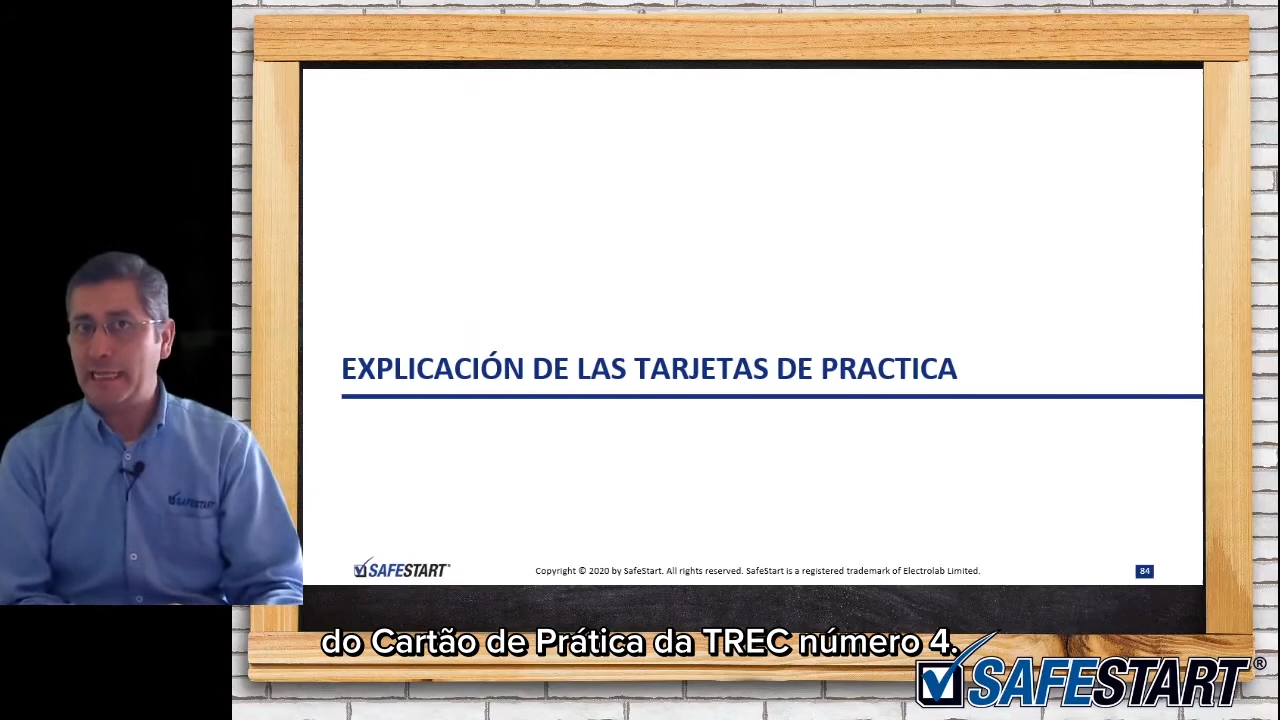 EXPLICACIÓN DE LAS TARJETAS DE PRACTICA
SAFESTART
SAFESTART®
Copyright © 2020 by SafeStart. All rights reserved. SafeStart is a registered trademark of Electrolab Limited.
84
do Cartão de Prática da TREC número 4.
SAFESTART®